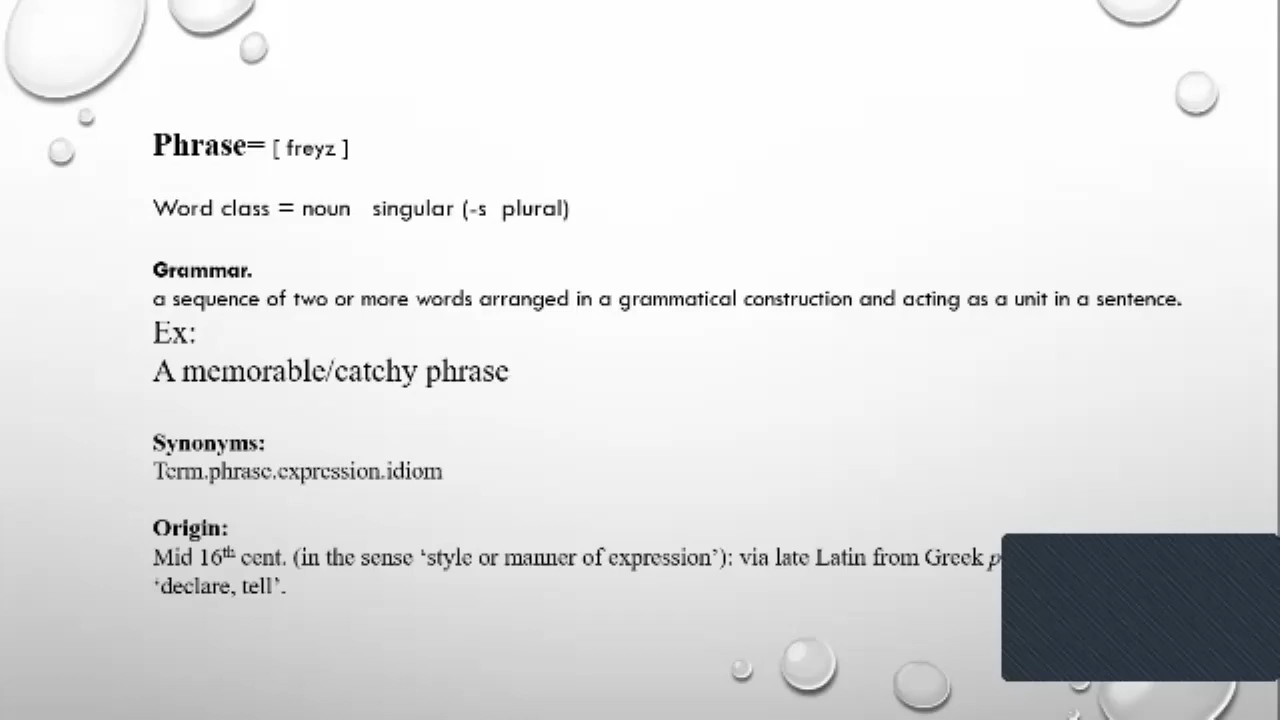 Phrase= [ freyz ]
Word class = noun singular (-s plural)
Grammar.
a sequence of two or more words arranged in a grammatical construction and acting as a unit in a sentence.
Ex:
A memorable/catchy phrase
Synonyms:
Term.phrase.expression.idiom
Origin:
Mid 16th cent. (in the sense ‘style or manner of expression’): via late Latin from Greek
‘declare, tell’.